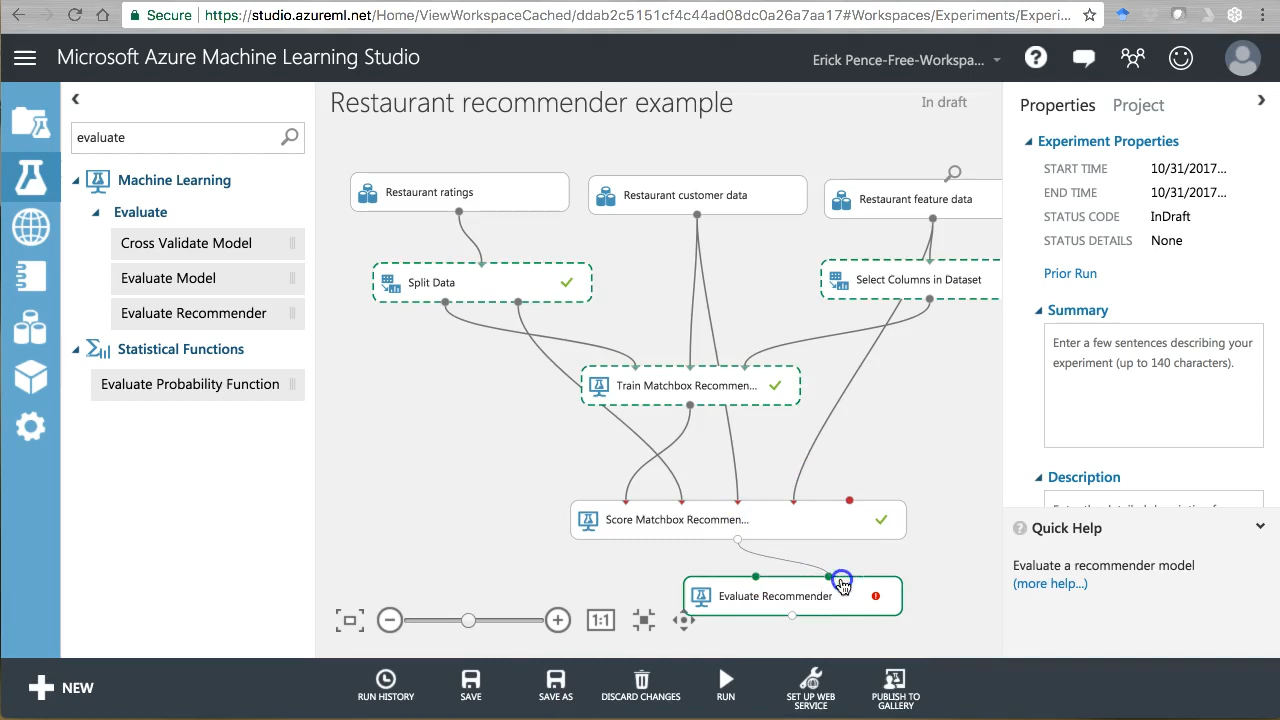 Secure
https://studio.azureml.net/Home/ViewWorkspaceCached/ddab2c5151cf4c44ad08dc0a26a7aa17#Workspaces/Experiments/Experi...
Microsoft Azure Machine Learning Studio
Erick Pence-Free-Workspa...
evaluate
Machine Learning
Evaluate
Cross Validate Model
Evaluate Model
Evaluate Recommender
Statistical Functions
Evaluate Probability Function
Restaurant recommender example
In draft
Restaurant ratings
Restaurant customer data
Restaurant feature data
Split Data
Select Columns in Dataset
Train Matchbox Recommen...
Score Matchbox Recommen...
Evaluate Recommender
1:1
Properties
Project
Experiment Properties
START TIME 10/31/2017...
END TIME 10/31/2017...
STATUS CODE InDraft
STATUS DETAILS None
Prior Run
Summary
Enter a few sentences describing your
experiment (up to 140 characters).
Description
Quick Help
Evaluate a recommender model
(more help...)
NEW
RUN HISTORY
SAVE
SAVE AS
DISCARD CHANGES
RUN
SET UP WEB
SERVICE
PUBLISH TO
GALLERY